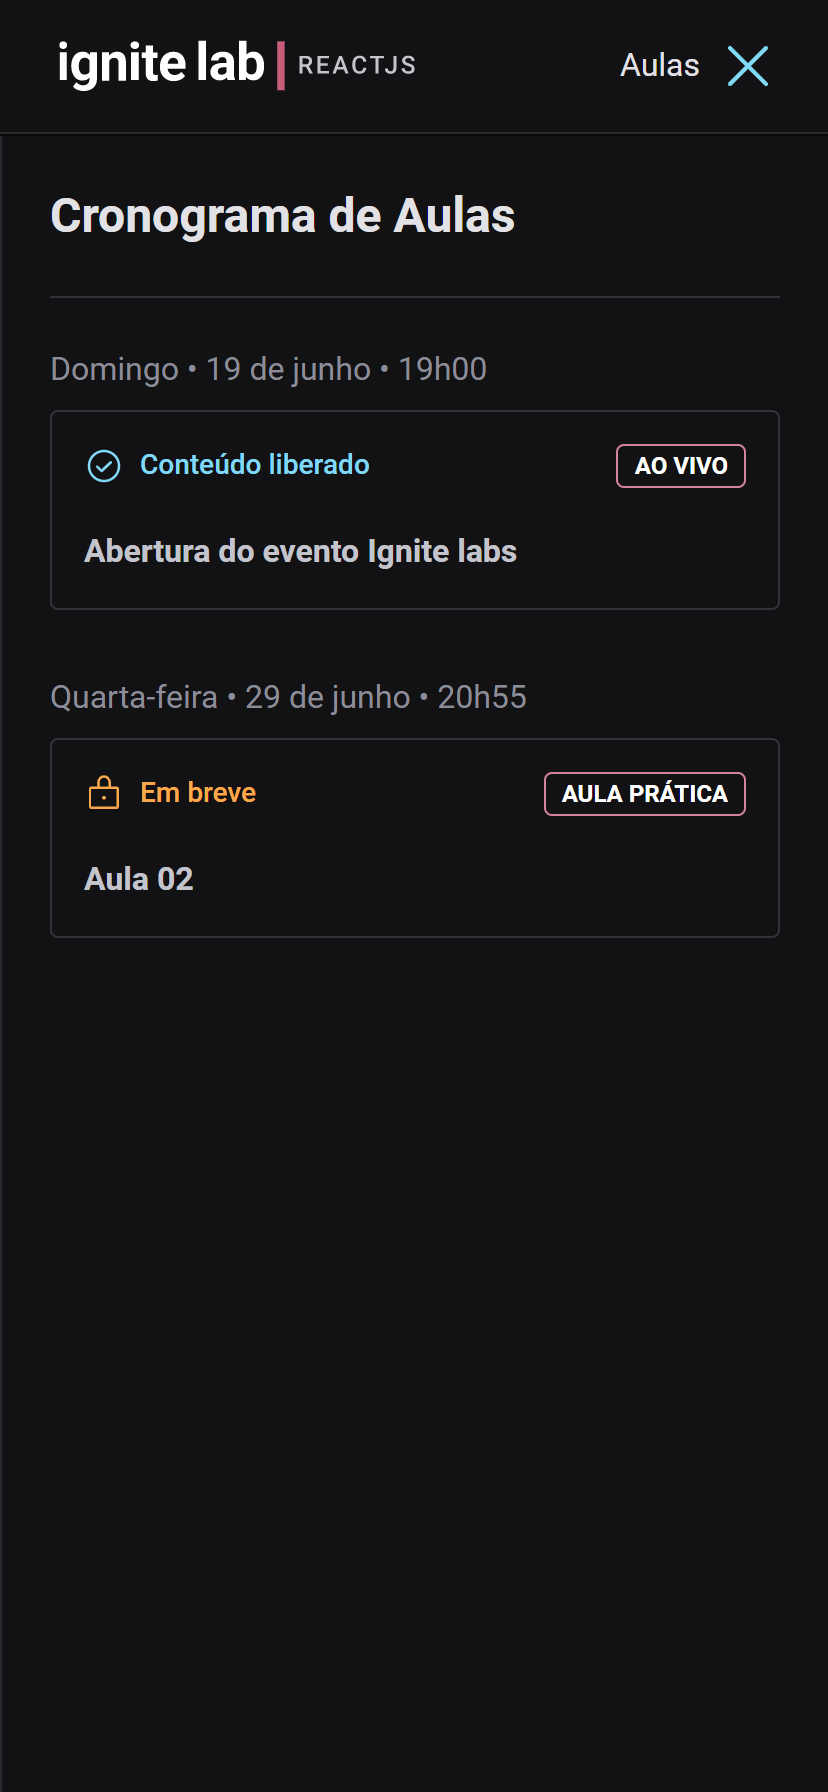 ignite lab REACTJS Aulas
Cronograma de Aulas
Domingo • 19 de junho • 19h00
Conteúdo liberado AO VIVO
Abertura do evento Ignite labs
Quarta-feira • 29 de junho • 20h55
Em breve AULA PRÁTICA
Aula 02